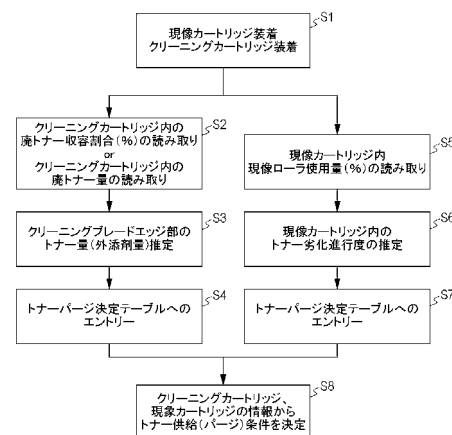 S1
現像カートリッジ装着
クリーニングカートリッジ装着
S2
クリーニングカートリッジ内の
廃トナー収容割合(%)の読み取り
or
クリーニングカートリッジ内の
廃トナー量の読み取り
S5
現像カートリッジ内
現像ローラ使用量(%)の読み取り
S3
クリーニングブレードエッジ部の
トナー量(外添剤量)推定
S6
現像カートリッジ内の
トナー劣化進行度の推定
S4
トナーパージ決定テーブルへの
エントリー
S7
トナーパージ決定テーブルへの
エントリー
S8
クリーニングカートリッジ、
現象カートリッジの情報から
トナー供給(パージ)条件を決定